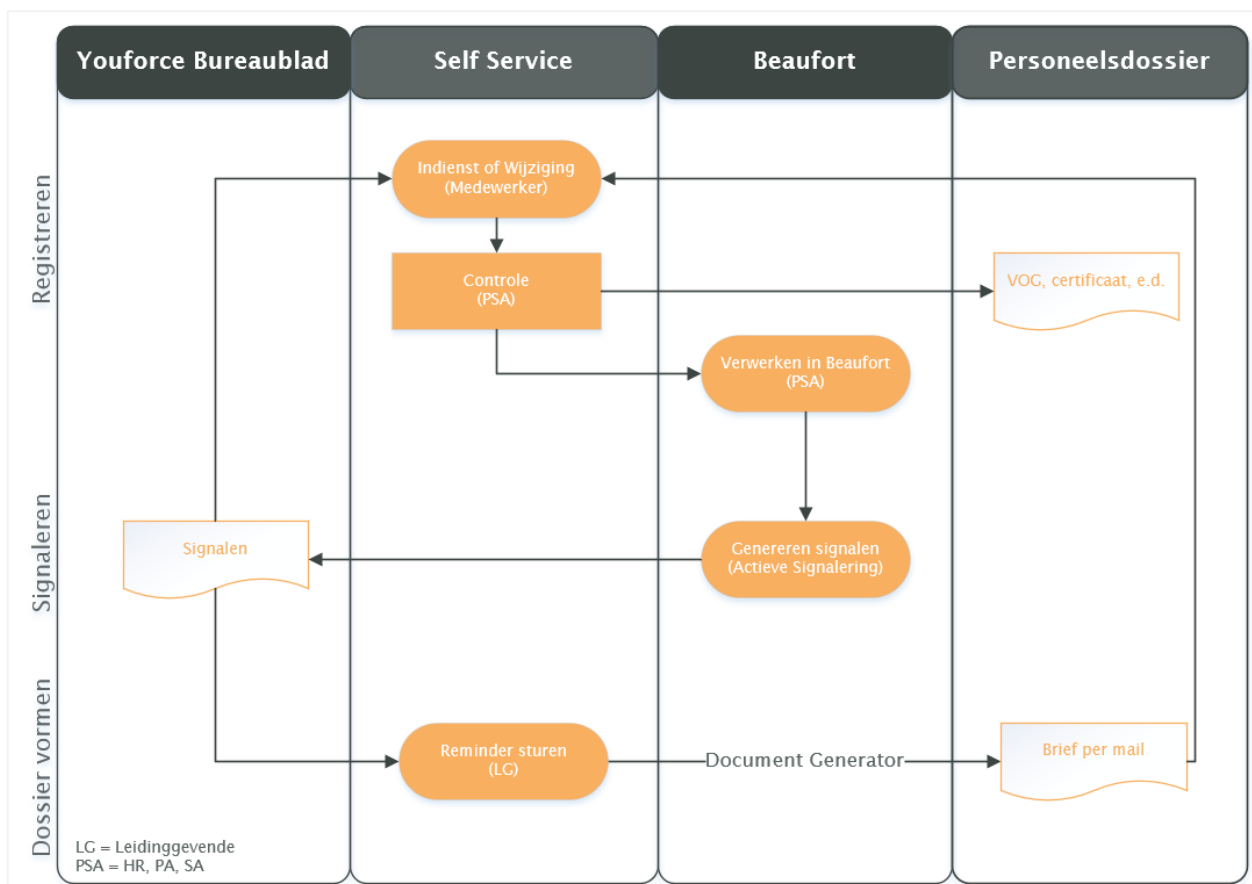 Youforce Bureaublad
Self Service
Beaufort
Personeelsdossier
Registreren
Indienst of Wijziging
(Medewerker)
Controle
(PSA)
VOG, certificaat, e.d.
Verwerken in Beaufort
(PSA)
Signaleren
Signalen
Genereren signalen
(Actieve Signalering)
Dossier vormen
Reminder sturen
(LG)
Document Generator
Brief per mail
LG = Leidinggevende
PSA = HR, PA, SA